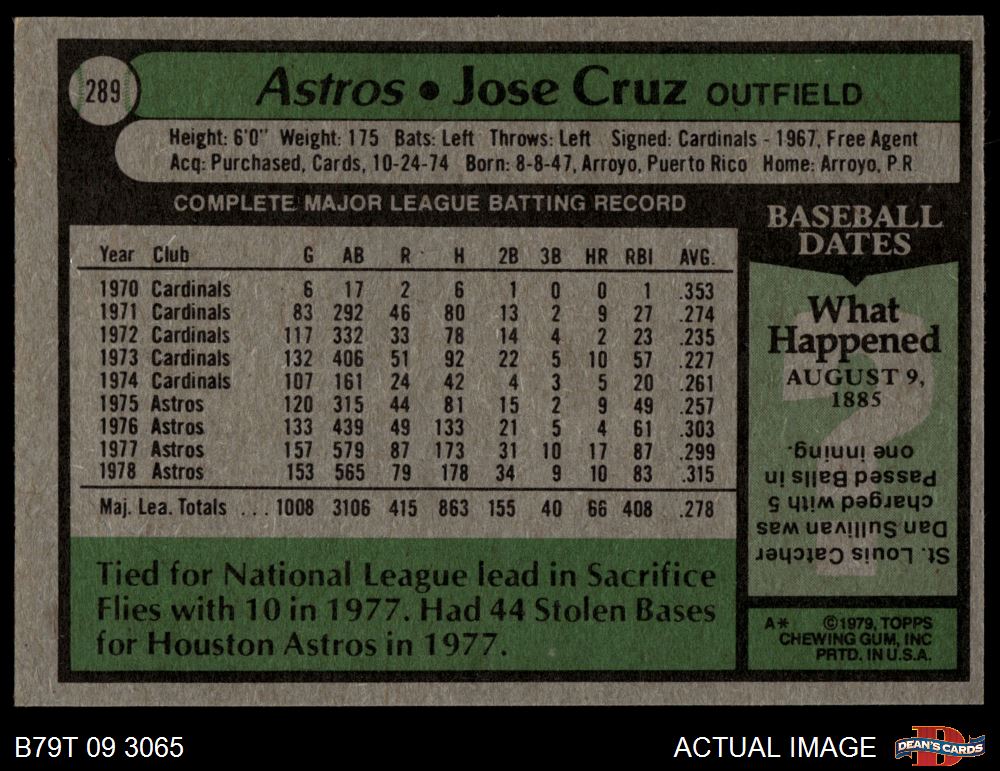 289
Astros • Jose Cruz OUTFIELD
Height: 6'0" Weight: 175 Bats: Left Throws: Left Signed: Cardinals - 1967, Free Agent
Acq: Purchased, Cards, 10-24-74 Born: 8-8-47, Arroyo, Puerto Rico Home: Arroyo, P.R
COMPLETE MAJOR LEAGUE BATTING RECORD
Year Club G AB R H 2B 3B HR RBI AVG.
1970 Cardinals 6 17 2 6 1 0 0 1 .353
1971 Cardinals 83 292 46 80 13 2 9 27 .274
1972 Cardinals 117 332 33 78 14 4 2 23 .235
1973 Cardinals 132 406 51 92 22 5 10 57 .227
1974 Cardinals 107 161 24 42 4 3 5 20 .261
1975 Astros 120 315 44 81 15 2 9 49 .257
1976 Astros 133 439 49 133 21 5 4 61 .303
1977 Astros 157 579 87 173 31 10 17 87 .299
1978 Astros 153 565 79 178 34 9 10 83 .315
Maj. Lea. Totals ... 1008 3106 415 863 155 40 66 408 .278
Tied for National League lead in Sacrifice
Flies with 10 in 1977. Had 44 Stolen Bases
for Houston Astros in 1977.
BASEBALL
DATES
What
Happened
AUGUST 9,
1885
St. Louis Catcher
Dan Sullivan was
charged with 5
Passed Balls in
one inning.
A* ©1979, TOPPS
CHEWING GUM, INC
PRTD. IN U.S.A.
B79T 09 3065
ACTUAL IMAGE
D
DEAN'S CARDS